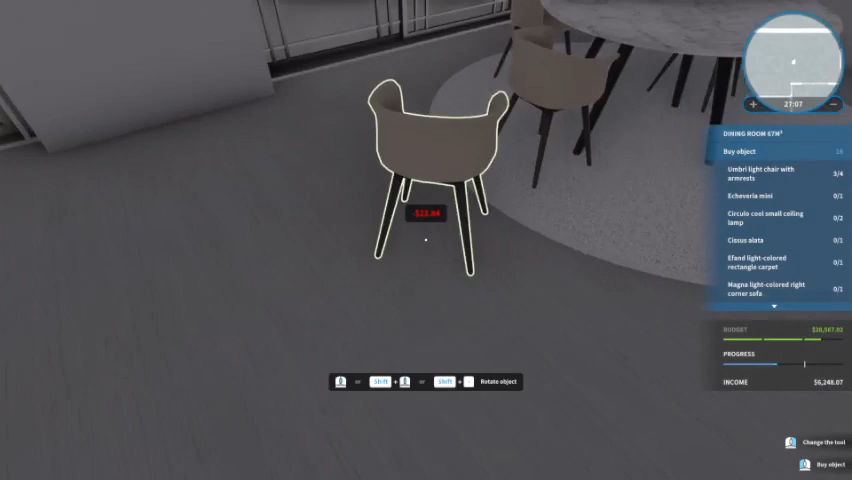 27:07
DINING ROOM 67M²
Buy object
Umbri light chair with
armrests 3/4
Echeveria mini 0/1
Circulo cool small ceiling
lamp 0/2
Cissus alata 0/1
Efand light-colored
rectangle carpet 0/1
Magna light-colored right
corner sofa 0/1
BUDGET
PROGRESS
INCOME $6,248.07
or Shift + or Shift + Rotate object
Change the tool
Buy object